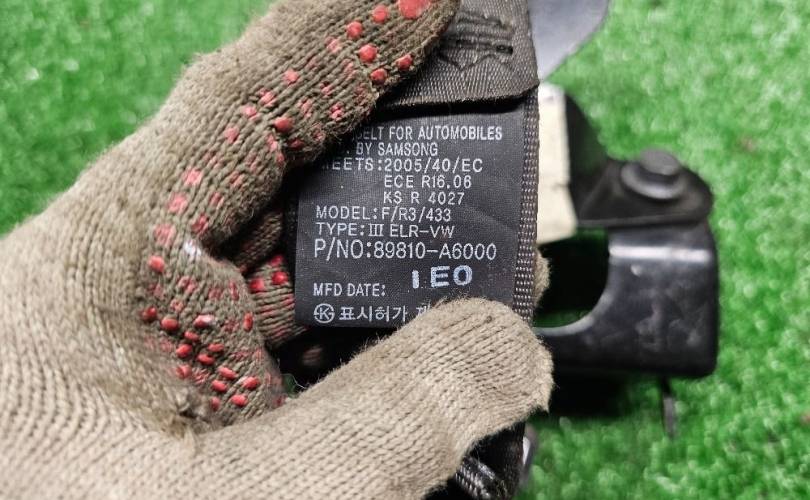 BELT FOR AUTOMOBILES
BY SAMSONG
MEETS:2005/40/EC
ECE R16.06
KS R 4027
MODEL:F/R3/433
TYPE:III ELR-VW
P/NO:89810-A6000
1E0
MFD DATE:
표시허가